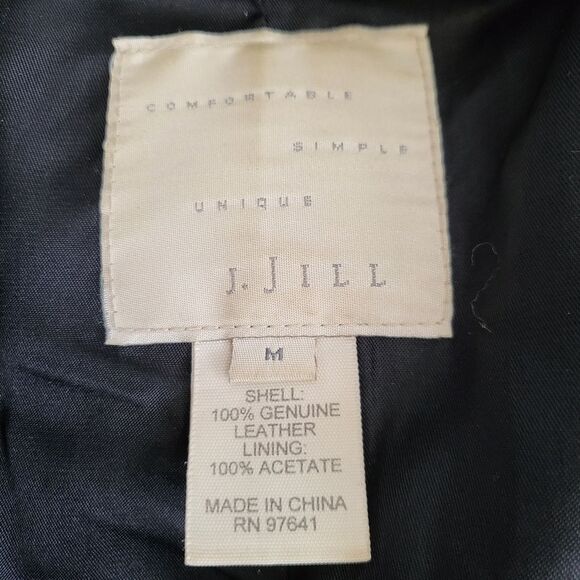 COMFORTABLE
SIMPLE
UNIQUE
J. JILL
M
SHELL:
100% GENUINE
LEATHER
LINING:
100% ACETATE
MADE IN CHINA
RN 97641